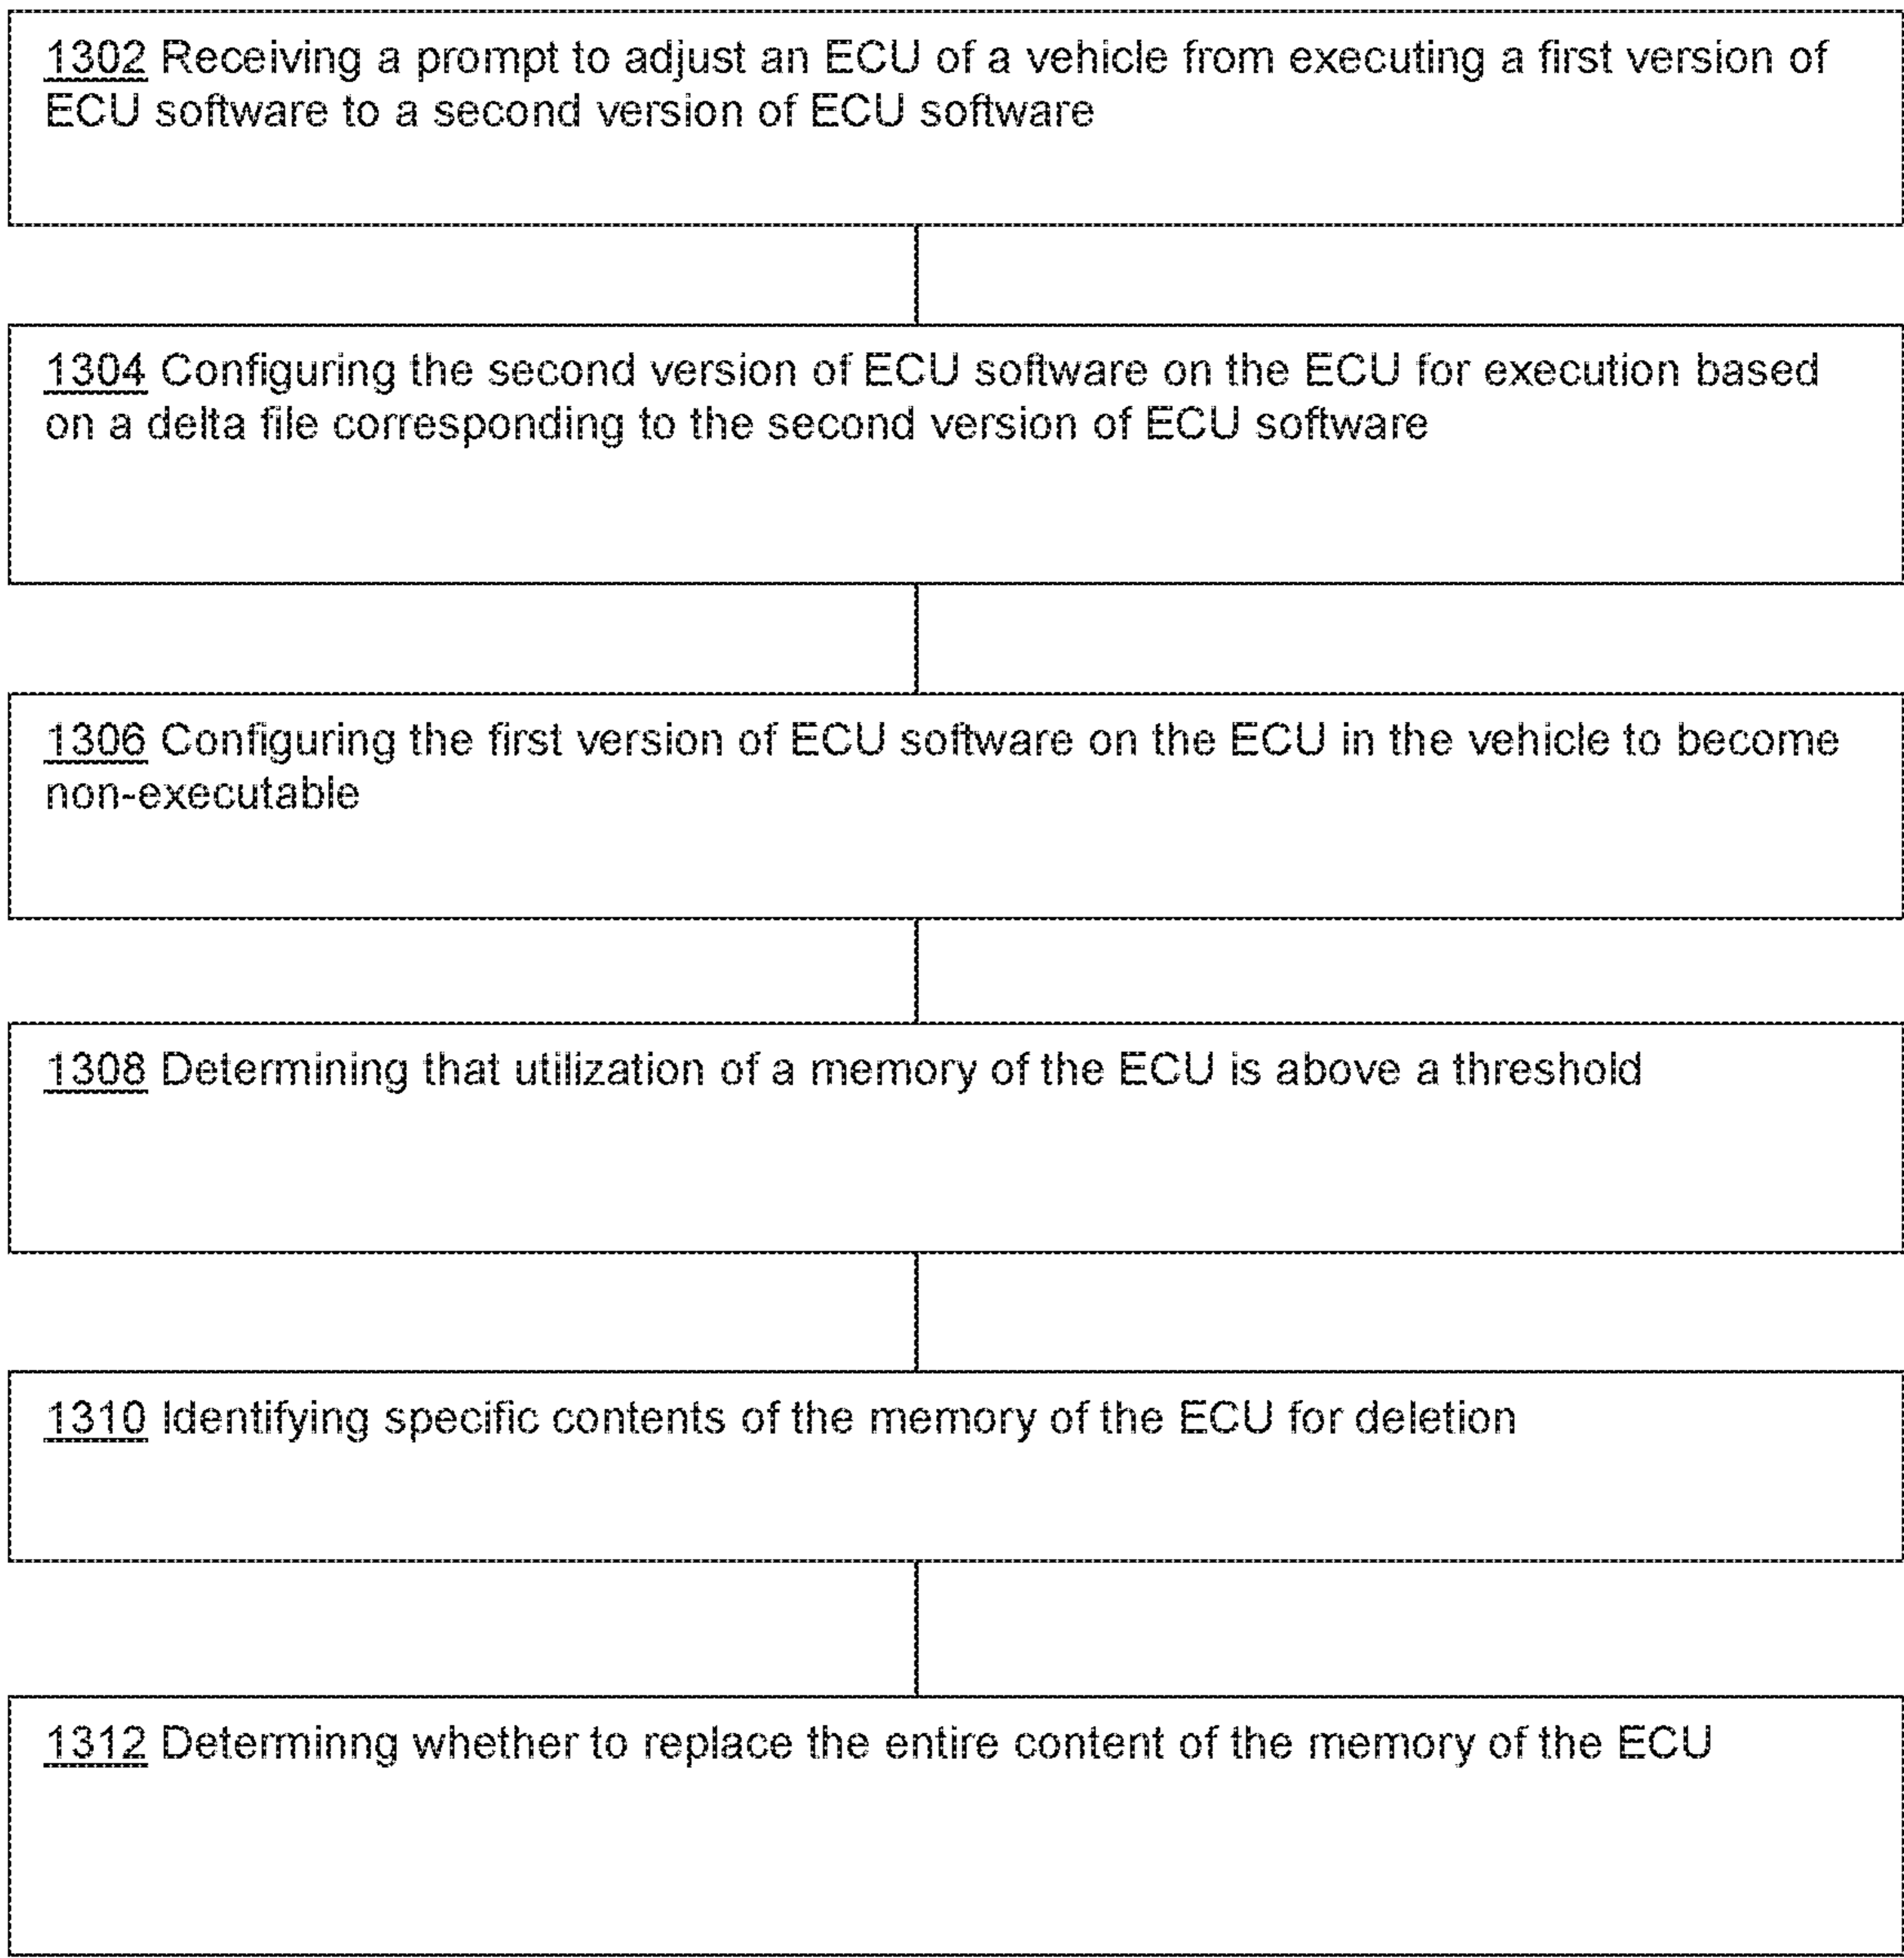 1302 Receiving a prompt to adjust an ECU of a vehicle from executing a first version of
ECU software to a second version of ECU software
1304 Configuring the second version of ECU software on the ECU for execution based
on a delta file corresponding to the second version of ECU software
1306 Configuring the first version of ECU software on the ECU in the vehicle to become
non-executable
1308 Determining that utilization of a memory of the ECU is above a threshold
1310 Identifying specific contents of the memory of the ECU for deletion
1312 Determinng whether to replace the entire content of the memory of the ECU